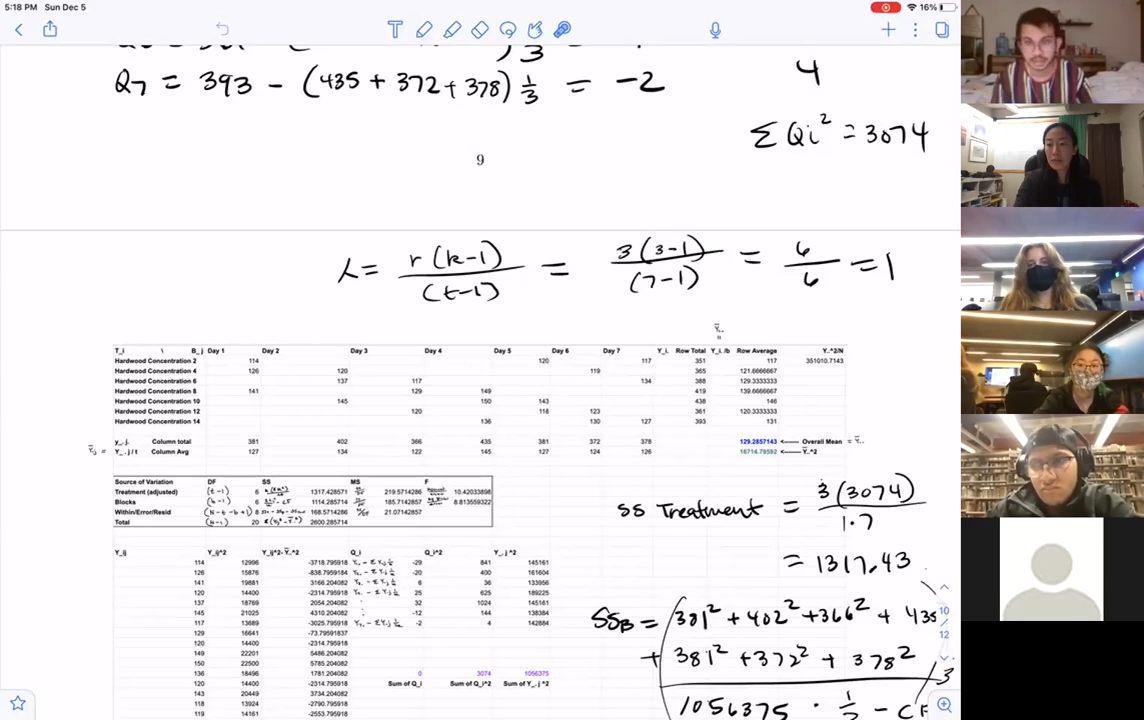 5:18 PM Sun Dec 5
16%
T
Q7 = 393 - (435 + 372 + 378) 1/3 = -2
4
Σ Qi² = 3074
9
λ = r(k-1)/(t-1) = 3(3-1)/(7-1) = 6/6 = 1
T_i \ B_j Day 1 Day 2 Day 3 Day 4 Day 5 Day 6 Day 7 Y_i. Row Total Y_i./b Row Average Y..^2/N
Hardwood Concentration 2 114 120 117 351 117 351010.7143
Hardwood Concentration 4 126 120 119 365 121.6666667
Hardwood Concentration 6 137 117 134 388 129.3333333
Hardwood Concentration 8 141 129 149 419 139.6666667
Hardwood Concentration 10 145 150 143 438 146
Hardwood Concentration 12 120 118 123 361 120.3333333
Hardwood Concentration 14 136 130 127 393 131
y_.j. Column total 381 402 366 435 381 372 378 129.2857143 <---- Overall Mean = Ȳ..
Y_.j/t Column Avg 127 134 122 145 127 124 126 16714.79592 <---- Ȳ..^2
Source of Variation DF SS MS F
Treatment (adjusted) (t-1) 6 1317.428571 219.5714286 10.42033898
Blocks (b-1) 6 1114.285714 185.7142857 8.813559322
Within/Error/Resid (N-t-b+1) 8 168.5714286 21.07142857
Total (N-1) 20 2600.285714
SS Treatment = 3(3074)/1·7
= 1317.43
Y_ij Y_ij^2 Y_ij^2-Ȳ..^2 Q_i Q_i^2 Y_.j^2
114 12996 -3718.795918 -29 841 145161
126 15876 -838.7959184 -20 400 161604
141 19881 3166.204082 6 36 133956
120 14400 -2314.795918 25 625 189225
137 18769 2054.204082 32 1024 145161
145 21025 4310.204082 -12 144 138384
117 13689 -3025.795918 -2 4 142884
129 16641 -73.79591837
120 14400 -2314.795918
149 22201 5486.204082
150 22500 5785.204082
136 18496 1781.204082 0 3074 1056375
120 14400 -2314.795918 Sum of Q_i Sum of Q_i^2 Sum of Y_.j^2
143 20449 3734.204082
118 13924 -2790.795918
119 14161 -2553.795918
SSB = 381² + 402² + 366² + 435
+ 381² + 372² + 378² / 3
1056375 · 1/3 - CF
10
12